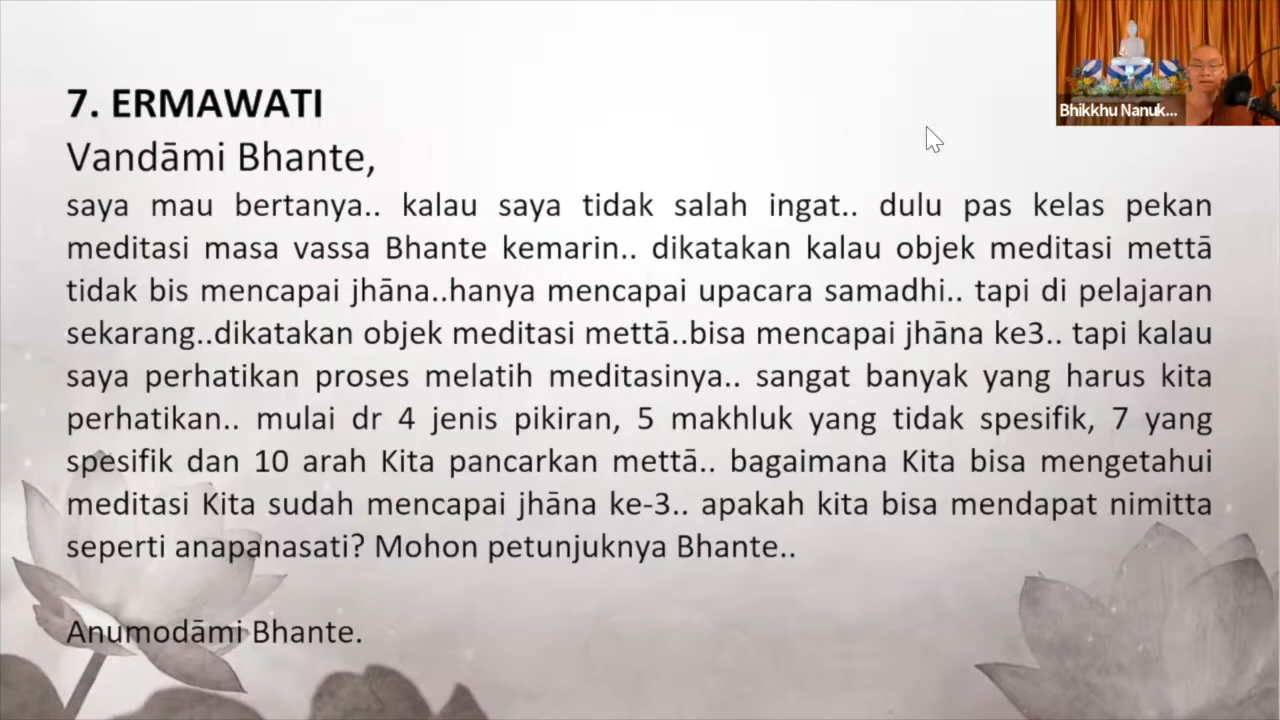 7. ERMAWATI
Vandāmi Bhante,
saya mau bertanya.. kalau saya tidak salah ingat.. dulu pas kelas pekan
meditasi masa vassa Bhante kemarin.. dikatakan kalau objek meditasi mettā
tidak bis mencapai jhāna..hanya mencapai upacara samadhi.. tapi di pelajaran
sekarang..dikatakan objek meditasi mettā..bisa mencapai jhāna ke3.. tapi kalau
saya perhatikan proses melatih meditasinya.. sangat banyak yang harus kita
perhatikan.. mulai dr 4 jenis pikiran, 5 makhluk yang tidak spesifik, 7 yang
spesifik dan 10 arah Kita pancarkan mettā.. bagaimana Kita bisa mengetahui
meditasi Kita sudah mencapai jhāna ke-3.. apakah kita bisa mendapat nimitta
seperti anapanasati? Mohon petunjuknya Bhante..
Anumodāmi Bhante.
Bhikkhu Nanuk...